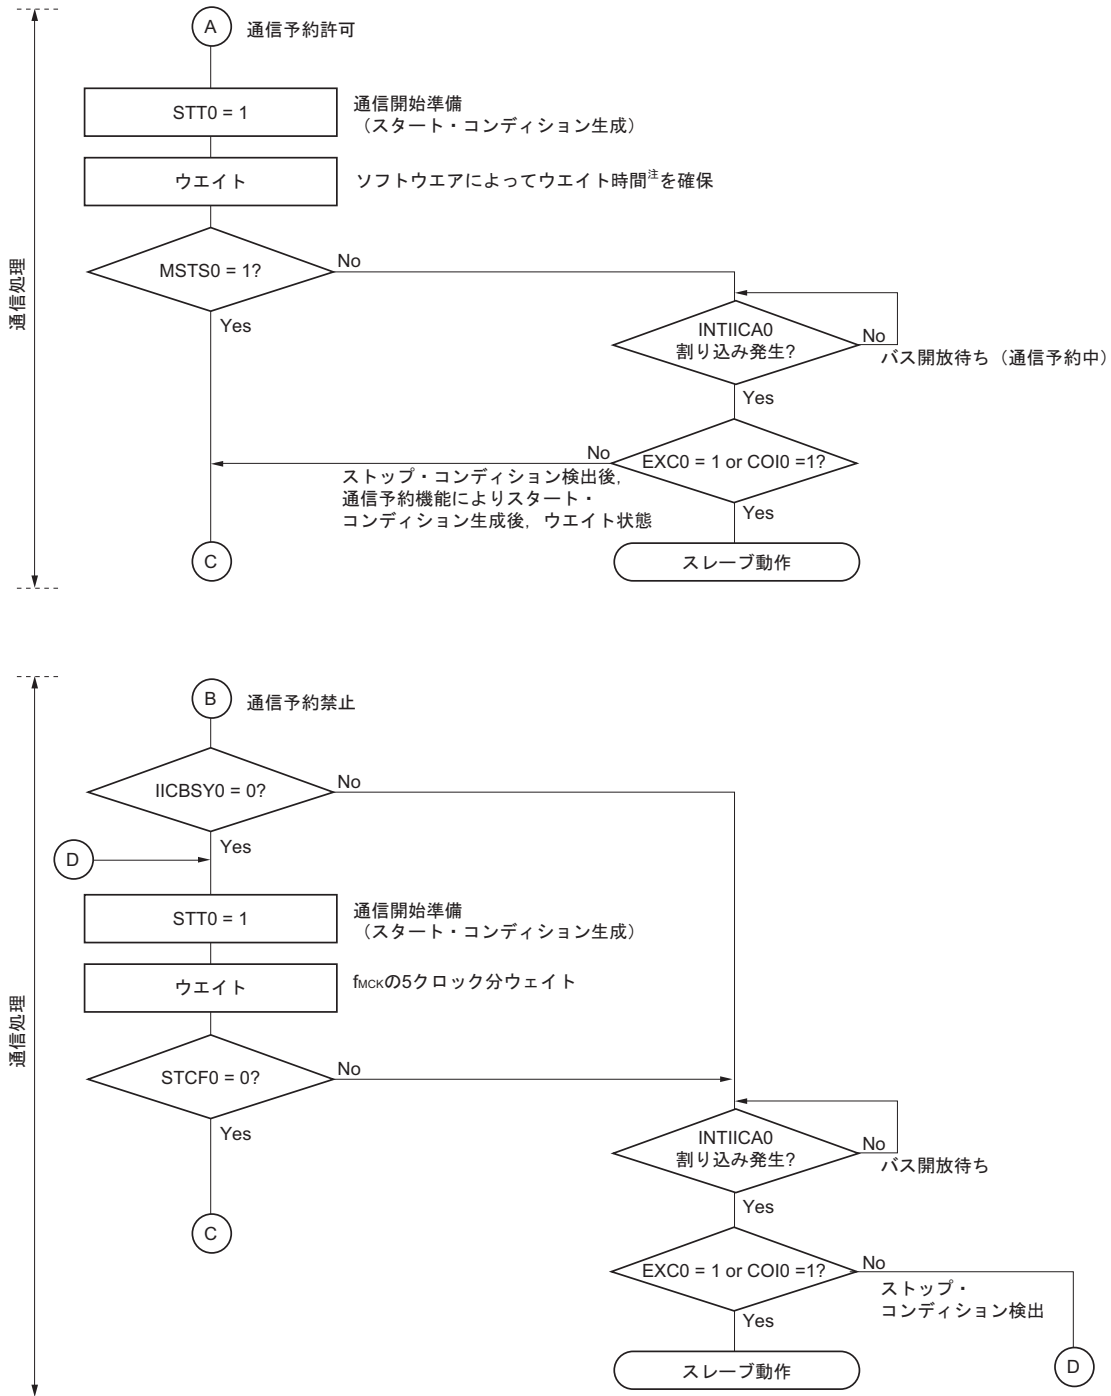 A
通信予約許可
STT0 = 1
通信開始準備
（スタート・コンディション生成）
ウエイト
ソフトウエアによってウエイト時間注を確保
MSTS0 = 1?
No
Yes
INTIICA0
割り込み発生?
No
バス開放待ち（通信予約中）
Yes
EXC0 = 1 or COI0 =1?
No
ストップ・コンディション検出後,
通信予約機能によりスタート・
コンディション生成後, ウエイト状態
Yes
C
スレーブ動作
通信処理
B
通信予約禁止
IICBSY0 = 0?
No
Yes
D
STT0 = 1
通信開始準備
（スタート・コンディション生成）
ウエイト
fMCKの5クロック分ウェイト
STCF0 = 0?
No
Yes
C
INTIICA0
割り込み発生?
No
バス開放待ち
Yes
EXC0 = 1 or COI0 =1?
No
ストップ・
コンディション検出
Yes
スレーブ動作
D
通信処理